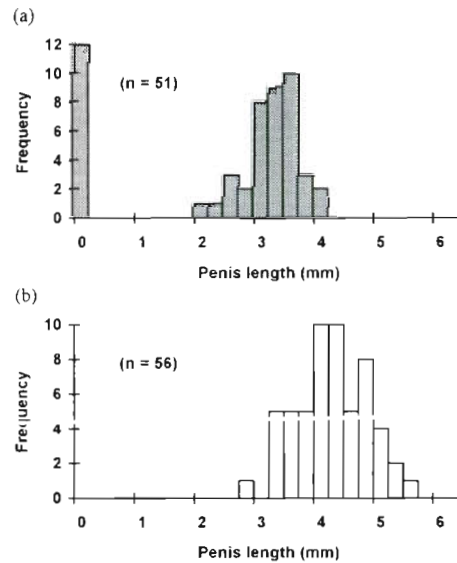 (a)
12
10
8
6
4
2
0
Frequency
(n = 51)
0 1 2 3 4 5 6
Penis length (mm)
(b)
10
8
6
4
2
0
Frequency
(n = 56)
0 1 2 3 4 5 6
Penis length (mm)